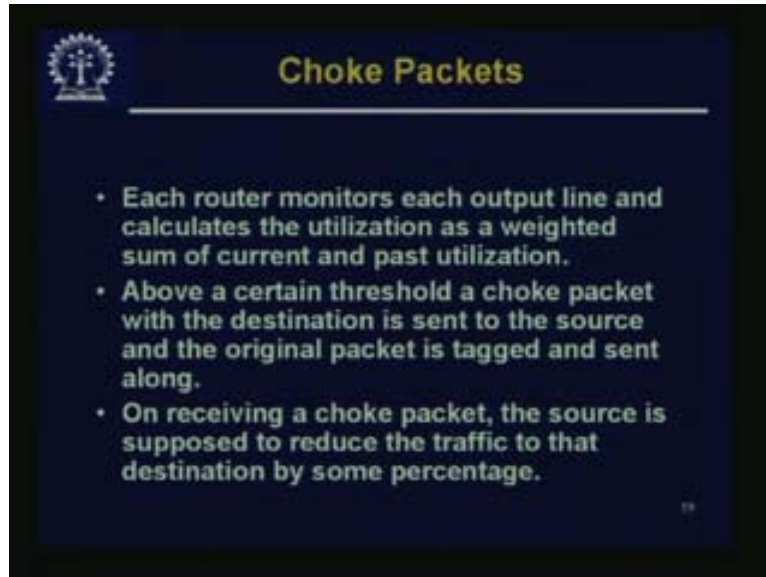 Choke Packets
• Each router monitors each output line and
calculates the utilization as a weighted
sum of current and past utilization.
• Above a certain threshold a choke packet
with the destination is sent to the source
and the original packet is tagged and sent
along.
• On receiving a choke packet, the source is
supposed to reduce the traffic to that
destination by some percentage.